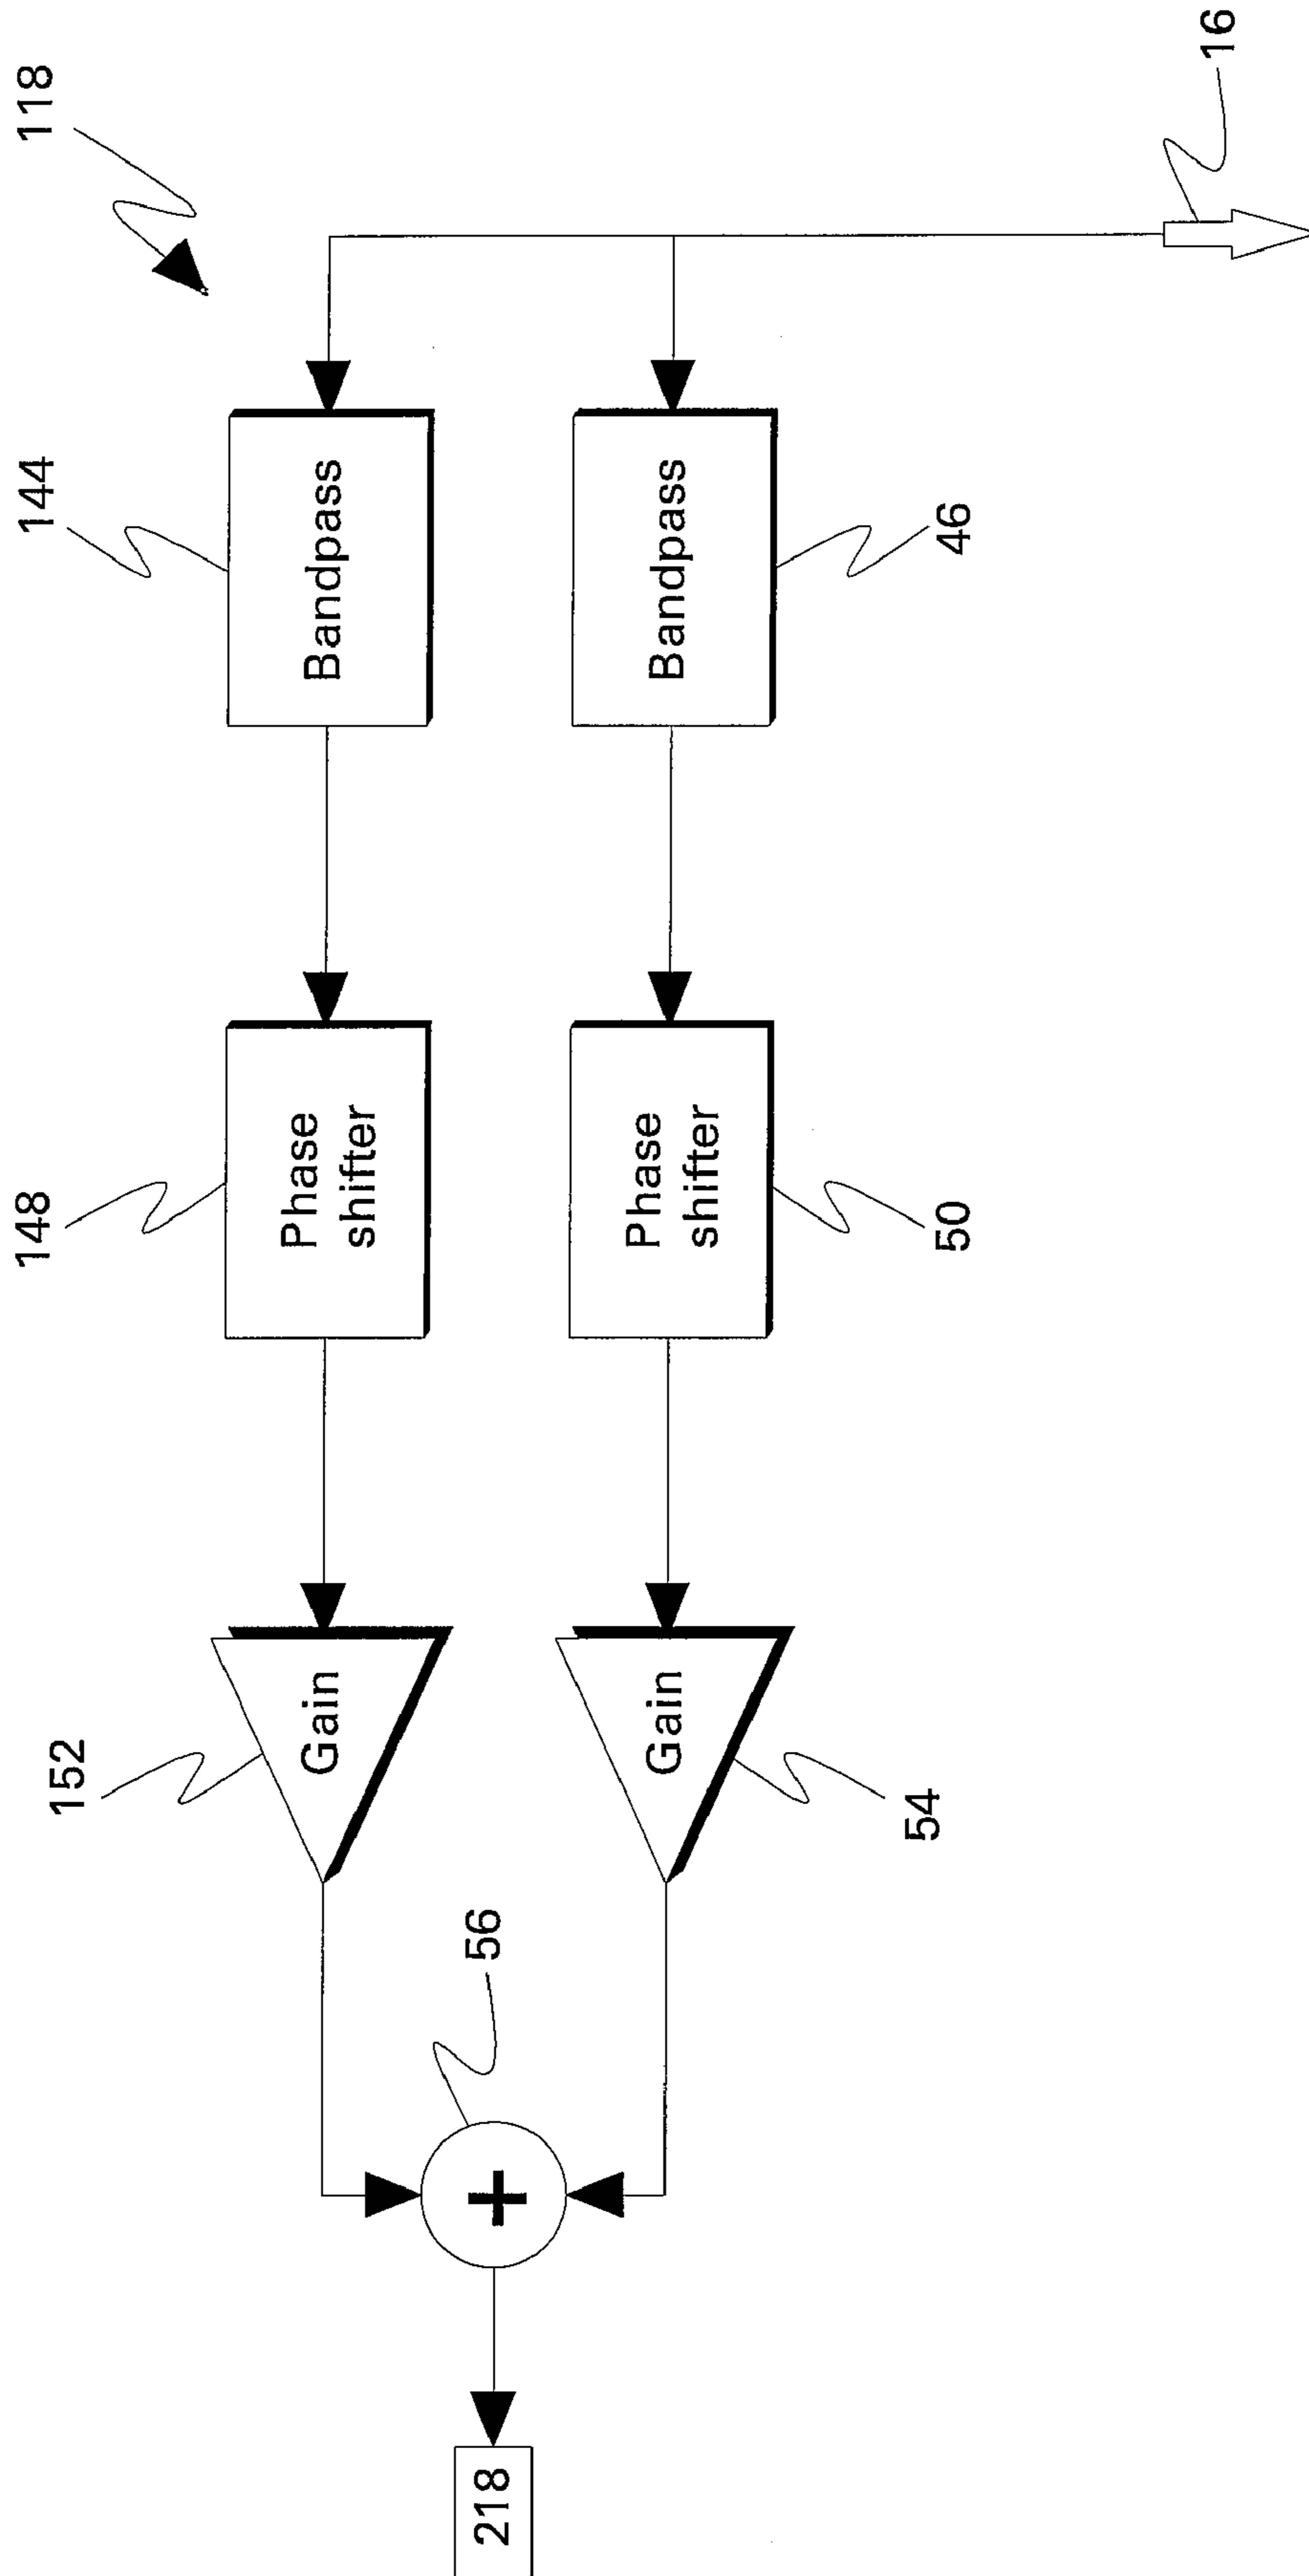 152
148
144
118
Gain
Phase
shifter
Bandpass
56
218
+
Gain
Phase
shifter
Bandpass
54
50
46
16